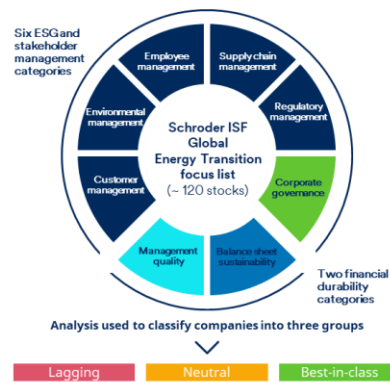 Six ESG and
stakeholder
management
categories
Employee
management
Supply chain
management
Environmental
management
Regulatory
management
Schroder ISF
Global
Energy Transition
focus list
(~ 120 stocks)
Customer
management
Corporate
governance
Management
quality
Balance sheet
sustainability
Two financial
durability
categories
Analysis used to classify companies into three groups
Lagging
Neutral
Best-in-class